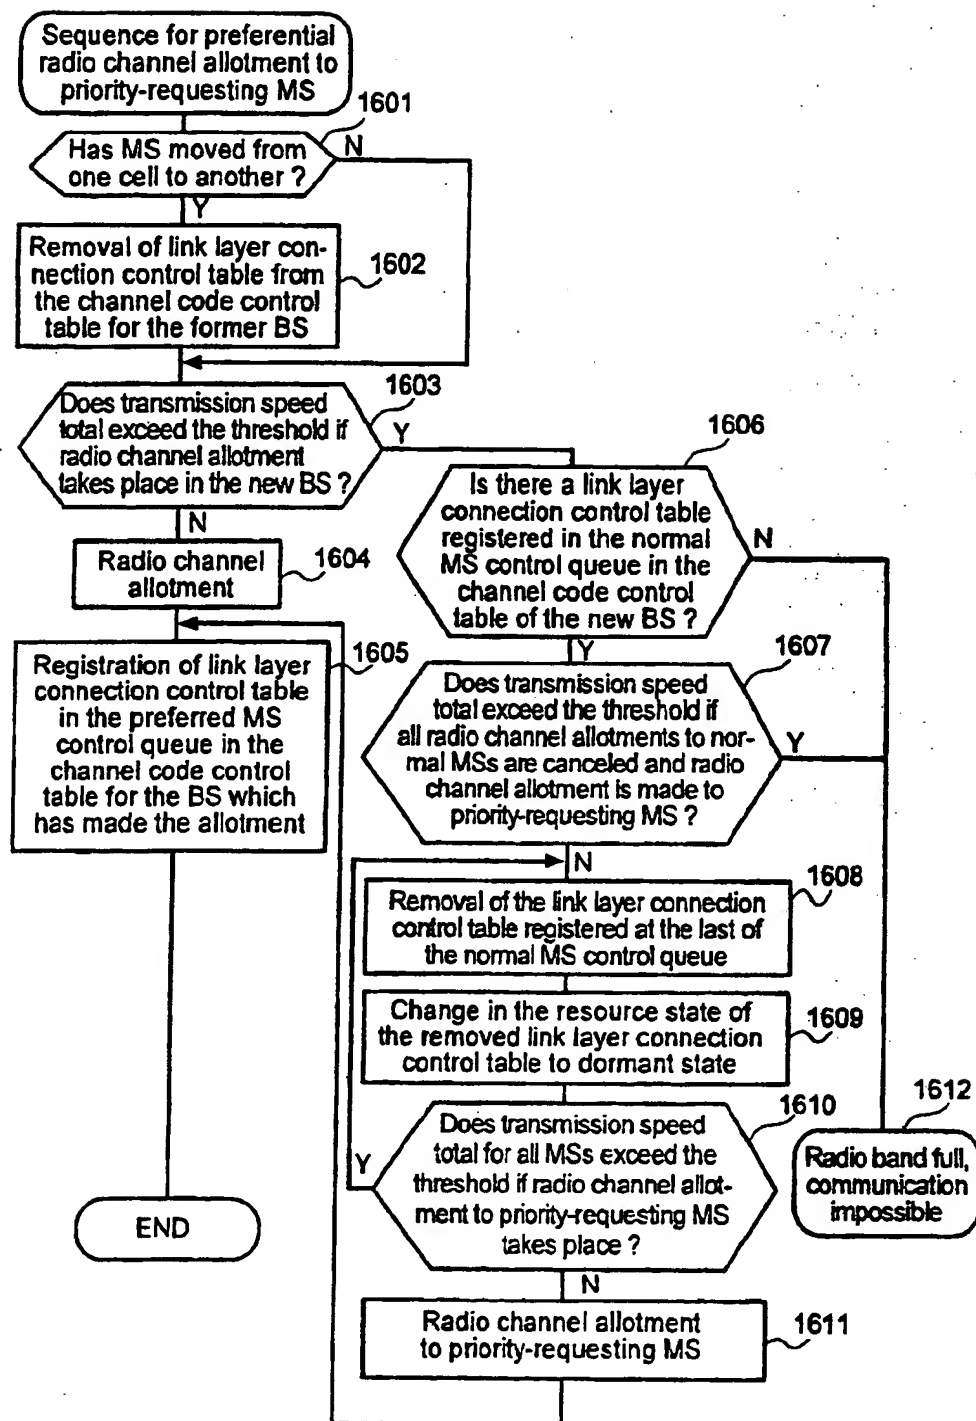 Sequence for preferential
radio channel allotment to
priority-requesting MS
1601
Has MS moved from
one cell to another ?
N
Y
Removal of link layer con-
nection control table from
the channel code control
table for the former BS
1602
1603
Does transmission speed
total exceed the threshold if
radio channel allotment
takes place in the new BS ?
Y
N
Radio channel
allotment
1604
1605
Registration of link layer
connection control table
in the preferred MS
control queue in the
channel code control
table for the BS which
has made the allotment
END
1606
Is there a link layer
connection control table
registered in the normal
MS control queue in the
channel code control
table of the new BS ?
N
Y
1607
Does transmission speed
total exceed the threshold if
all radio channel allotments to nor-
mal MSs are canceled and radio
channel allotment is made to
priority-requesting MS ?
Y
N
1608
Removal of the link layer connection
control table registered at the last of
the normal MS control queue
Change in the resource state of
the removed link layer connection
control table to dormant state
1609
1610
Does transmission speed
total for all MSs exceed the
threshold if radio channel allot-
ment to priority-requesting MS
takes place ?
Y
N
Radio channel allotment
to priority-requesting MS
1611
1612
Radio band full,
communication
impossible